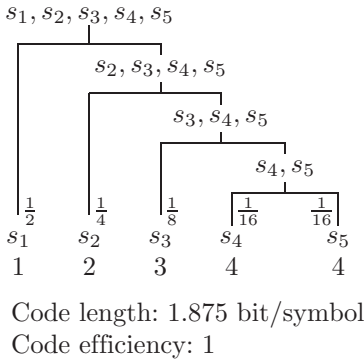 s₁, s₂, s₃, s₄, s₅
s₂, s₃, s₄, s₅
s₃, s₄, s₅
s₄, s₅
1/2 1/4 1/8 1/16 1/16
s₁ s₂ s₃ s₄ s₅
1 2 3 4 4
Code length: 1.875 bit/symbol
Code efficiency: 1